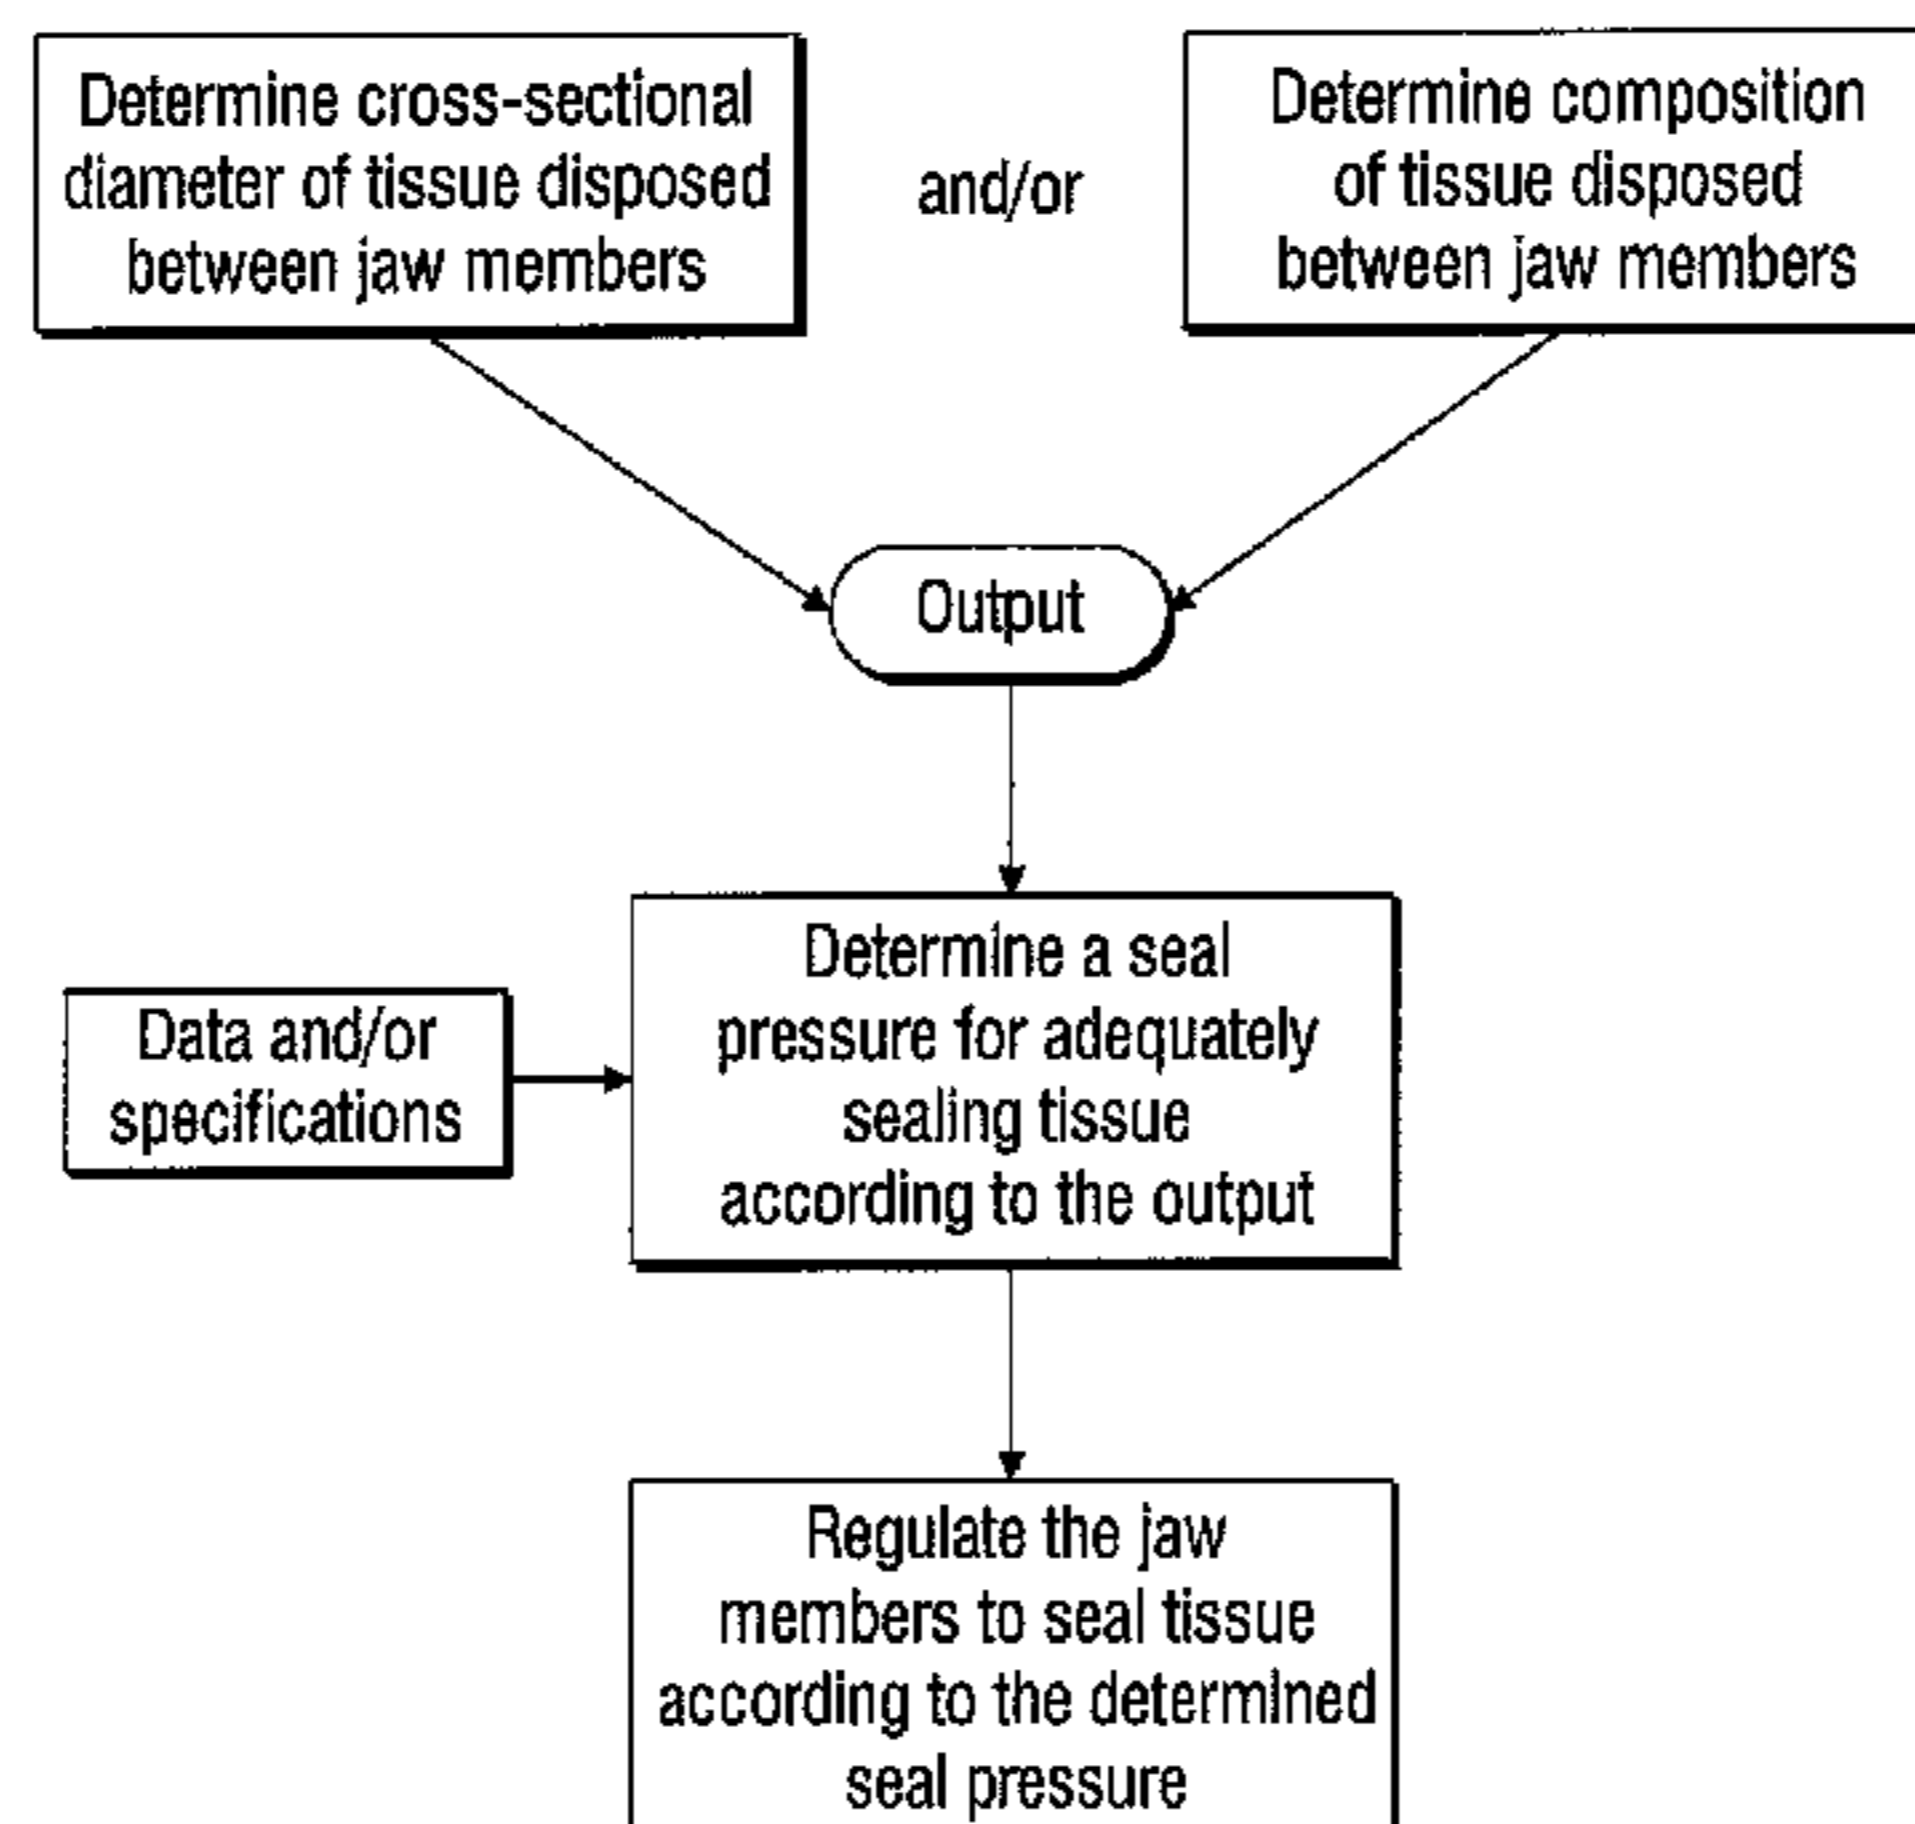 Determine cross-sectional
diameter of tissue disposed
between jaw members
and/or
Determine composition
of tissue disposed
between jaw members
Output
Data and/or
specifications
Determine a seal
pressure for adequately
sealing tissue
according to the output
Regulate the jaw
members to seal tissue
according to the determined
seal pressure